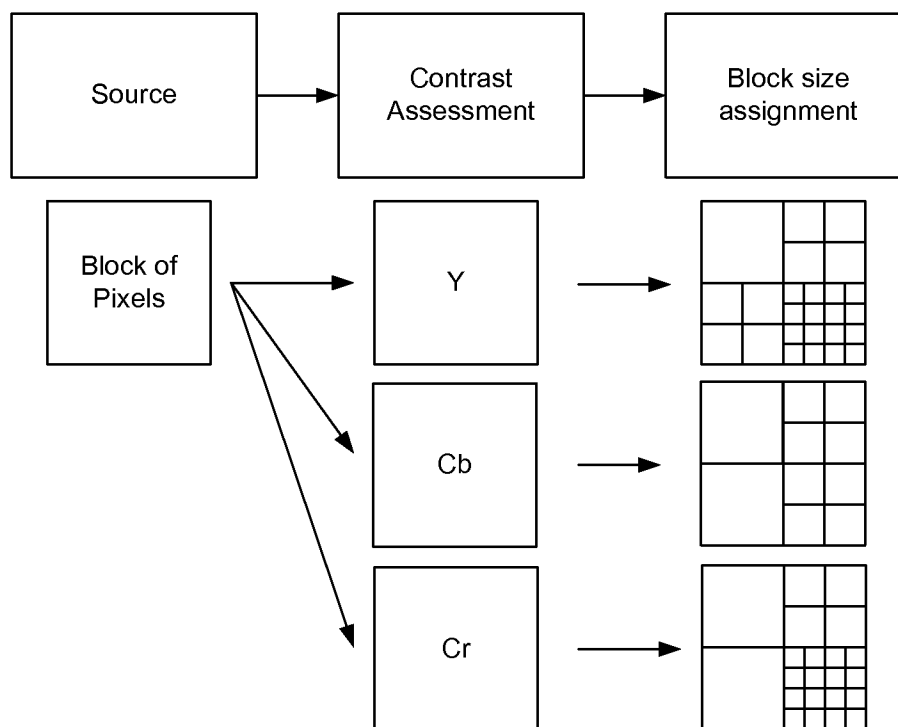 Source
Contrast
Assessment
Block size
assignment
Block of
Pixels
Y
Cb
Cr